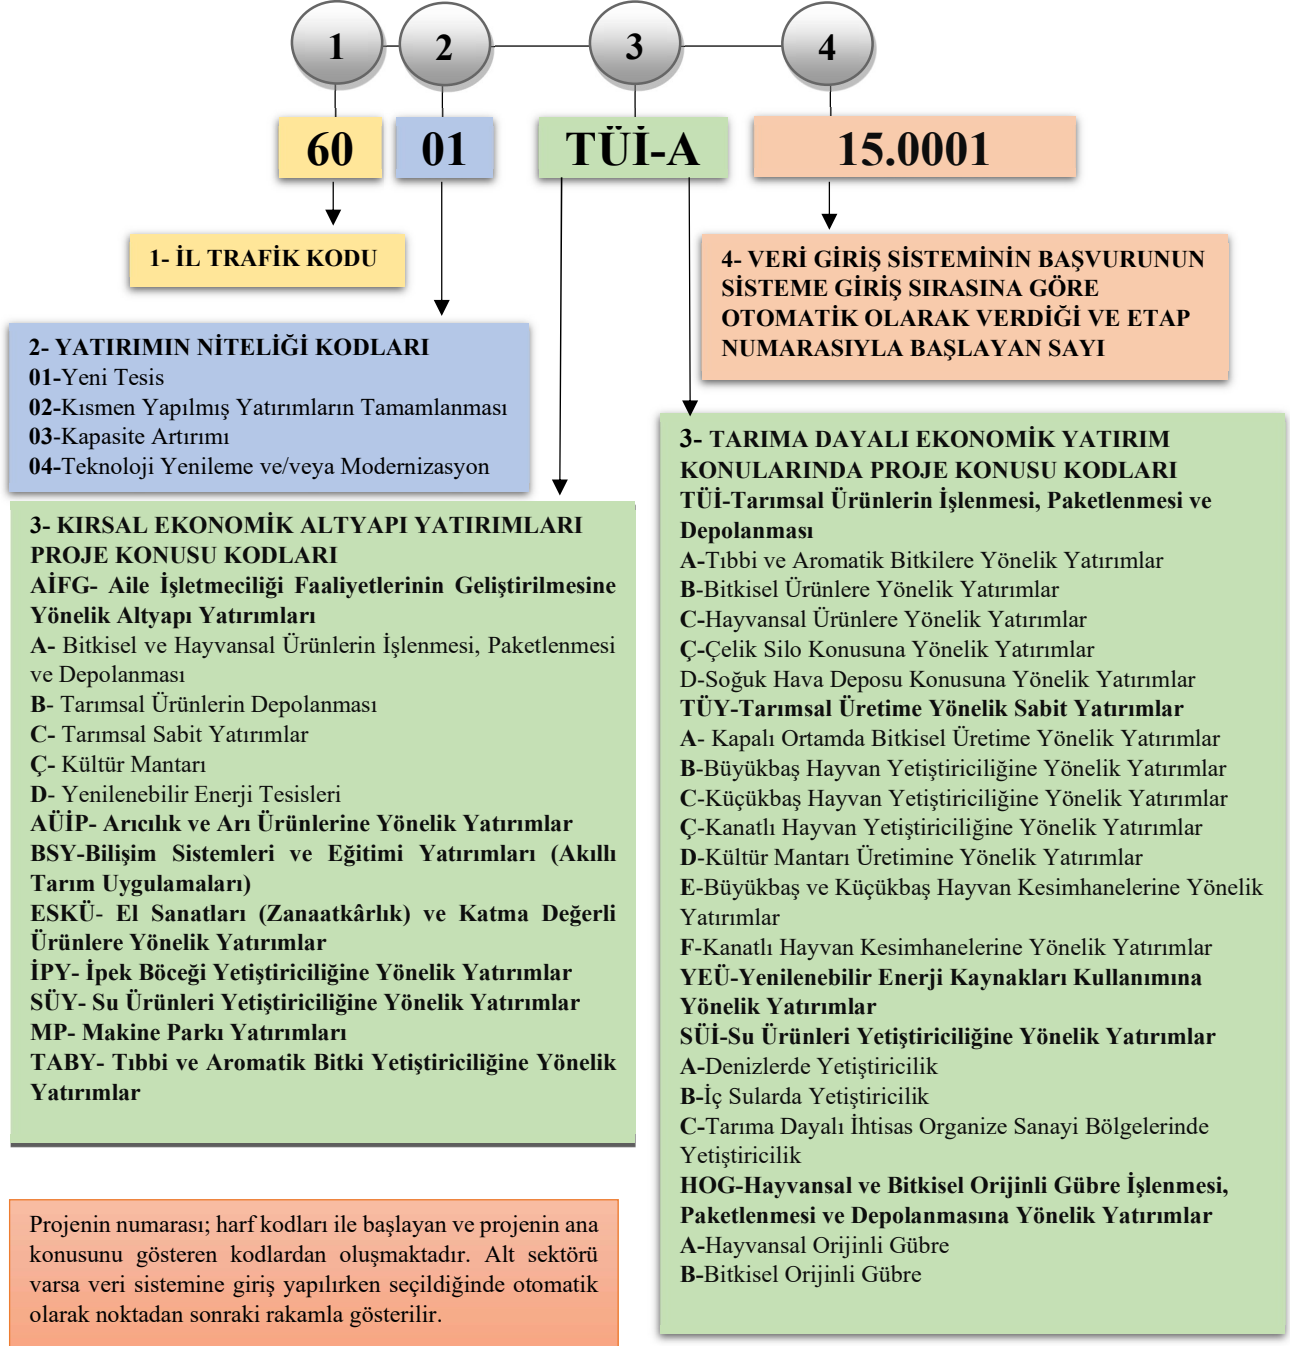 1
2
3
4
60
01
TÜİ-A
15.0001
1- İL TRAFİK KODU
4- VERİ GİRİŞ SİSTEMİNİN BAŞVURUNUN
SİSTEME GİRİŞ SIRASINA GÖRE
OTOMATİK OLARAK VERDİĞİ VE ETAP
NUMARASIYLA BAŞLAYAN SAYI
2- YATIRIMIN NİTELİĞİ KODLARI
01-Yeni Tesis
02-Kısmen Yapılmış Yatırımların Tamamlanması
03-Kapasite Artırımı
04-Teknoloji Yenileme ve/veya Modernizasyon
3- KIRSAL EKONOMİK ALTYAPI YATIRIMLARI
PROJE KONUSU KODLARI
AİFG- Aile İşletmeciliği Faaliyetlerinin Geliştirilmesine
Yönelik Altyapı Yatırımları
A- Bitkisel ve Hayvansal Ürünlerin İşlenmesi, Paketlenmesi
ve Depolanması
B- Tarımsal Ürünlerin Depolanması
C- Tarımsal Sabit Yatırımlar
Ç- Kültür Mantarı
D- Yenilenebilir Enerji Tesisleri
AÜİP- Arıcılık ve Arı Ürünlerine Yönelik Yatırımlar
BSY-Bilişim Sistemleri ve Eğitimi Yatırımları (Akıllı
Tarım Uygulamaları)
ESKÜ- El Sanatları (Zanaatkârlık) ve Katma Değerli
Ürünlere Yönelik Yatırımlar
İPY- İpek Böceği Yetiştiriciliğine Yönelik Yatırımlar
SÜY- Su Ürünleri Yetiştiriciliğine Yönelik Yatırımlar
MP- Makine Parkı Yatırımları
TABY- Tıbbi ve Aromatik Bitki Yetiştiriciliğine Yönelik
Yatırımlar
3- TARIMA DAYALI EKONOMİK YATIRIM
KONULARINDA PROJE KONUSU KODLARI
TÜİ-Tarımsal Ürünlerin İşlenmesi, Paketlenmesi ve
Depolanması
A-Tıbbi ve Aromatik Bitkilere Yönelik Yatırımlar
B-Bitkisel Ürünlere Yönelik Yatırımlar
C-Hayvansal Ürünlere Yönelik Yatırımlar
Ç-Çelik Silo Konusuna Yönelik Yatırımlar
D-Soğuk Hava Deposu Konusuna Yönelik Yatırımlar
TÜY-Tarımsal Üretime Yönelik Sabit Yatırımlar
A- Kapalı Ortamda Bitkisel Üretime Yönelik Yatırımlar
B-Büyükbaş Hayvan Yetiştiriciliğine Yönelik Yatırımlar
C-Küçükbaş Hayvan Yetiştiriciliğine Yönelik Yatırımlar
Ç-Kanatlı Hayvan Yetiştiriciliğine Yönelik Yatırımlar
D-Kültür Mantarı Üretimine Yönelik Yatırımlar
E-Büyükbaş ve Küçükbaş Hayvan Kesimhanelerine Yönelik
Yatırımlar
F-Kanatlı Hayvan Kesimhanelerine Yönelik Yatırımlar
YEÜ-Yenilenebilir Enerji Kaynakları Kullanımına
Yönelik Yatırımlar
SÜİ-Su Ürünleri Yetiştiriciliğine Yönelik Yatırımlar
A-Denizlerde Yetiştiricilik
B-İç Sularda Yetiştiricilik
C-Tarıma Dayalı İhtisas Organize Sanayi Bölgelerinde
Yetiştiricilik
HOG-Hayvansal ve Bitkisel Orijinli Gübre İşlenmesi,
Paketlenmesi ve Depolanmasına Yönelik Yatırımlar
A-Hayvansal Orijinli Gübre
B-Bitkisel Orijinli Gübre
Projenin numarası; harf kodları ile başlayan ve projenin ana
konusunu gösteren kodlardan oluşmaktadır. Alt sektörü
varsa veri sistemine giriş yapılırken seçildiğinde otomatik
olarak noktadan sonraki rakamla gösterilir.